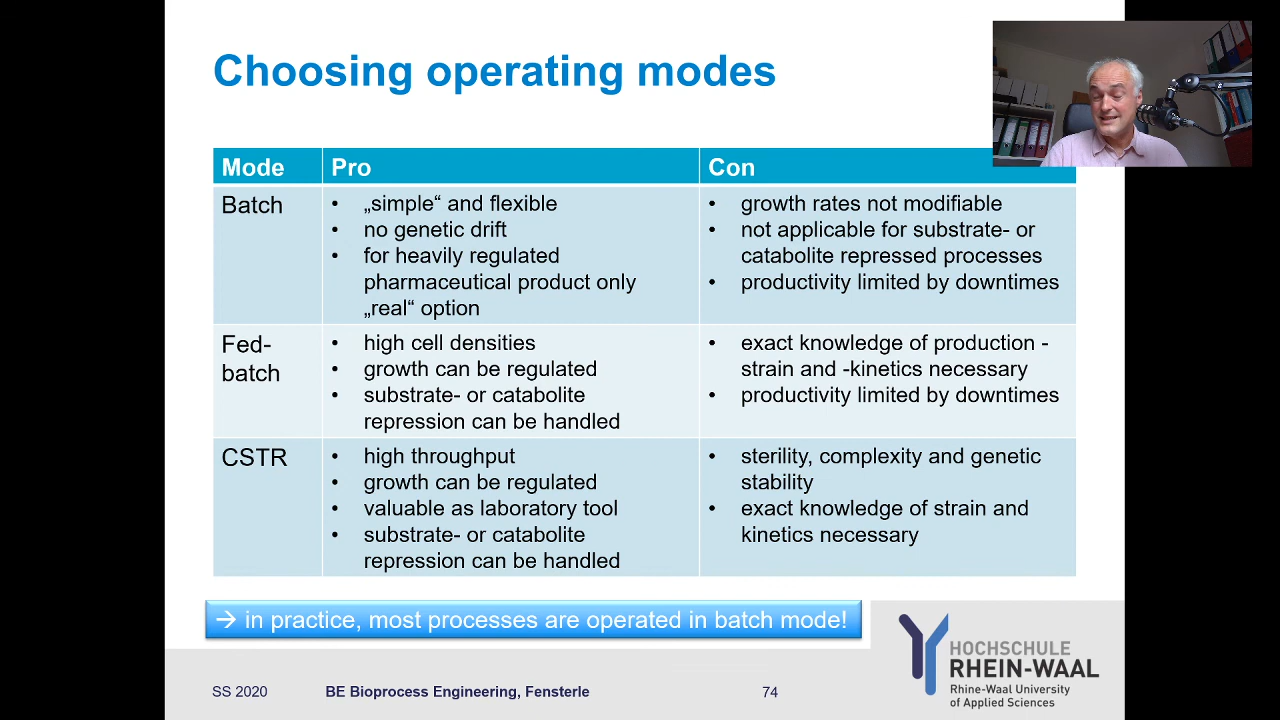 Choosing operating modes
Mode
Pro
Con
Batch
• „simple“ and flexible
• no genetic drift
• for heavily regulated
pharmaceutical product only
„real“ option
• growth rates not modifiable
• not applicable for substrate- or
catabolite repressed processes
• productivity limited by downtimes
Fed-
batch
• high cell densities
• growth can be regulated
• substrate- or catabolite
repression can be handled
• exact knowledge of production -
strain and -kinetics necessary
• productivity limited by downtimes
CSTR
• high throughput
• growth can be regulated
• valuable as laboratory tool
• substrate- or catabolite
repression can be handled
• sterility, complexity and genetic
stability
• exact knowledge of strain and
kinetics necessary
→ in practice, most processes are operated in batch mode!
SS 2020
BE Bioprocess Engineering, Fensterle
74
HOCHSCHULE
RHEIN-WAAL
Rhine-Waal University
of Applied Sciences